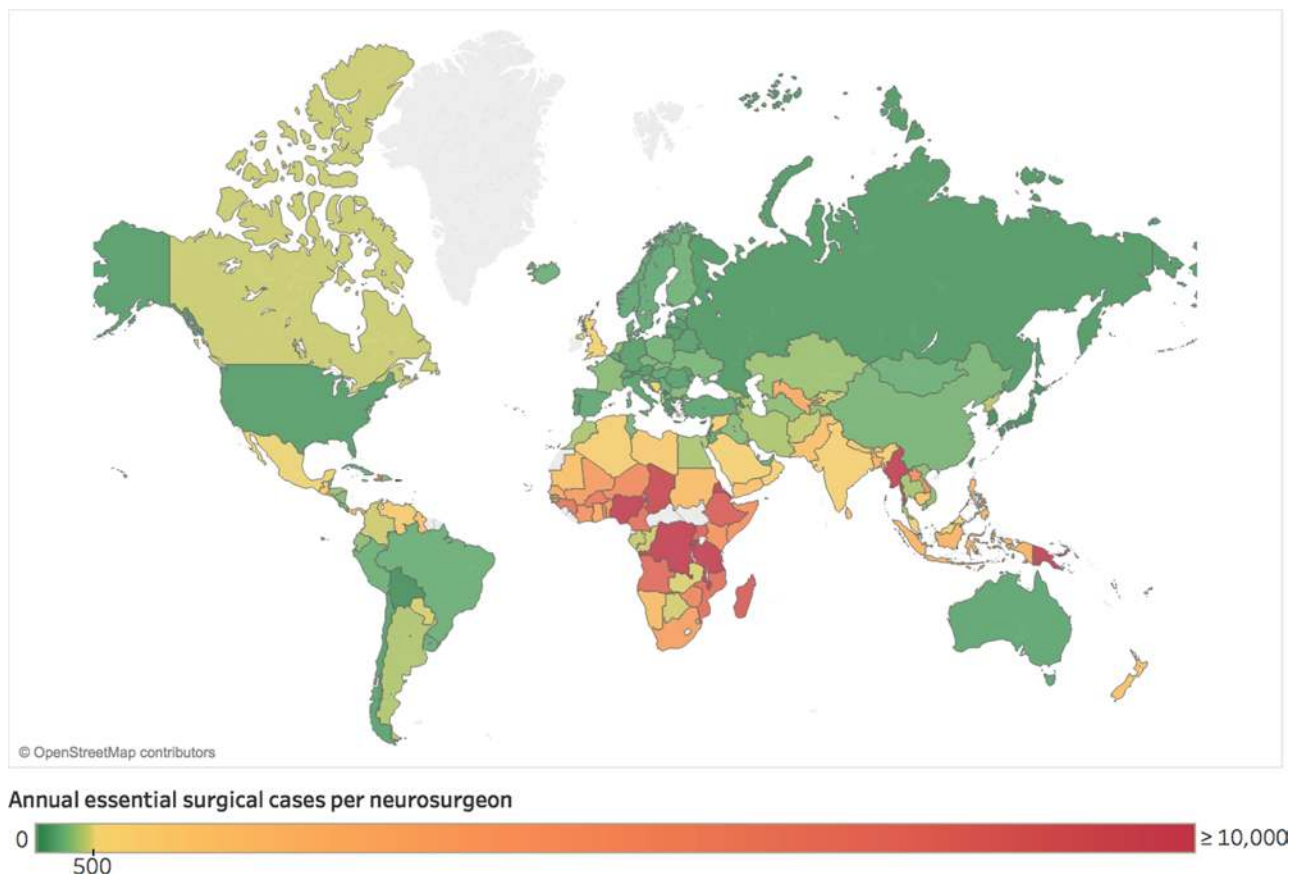 © OpenStreetMap contributors
Annual essential surgical cases per neurosurgeon
0 ≥ 10,000
500